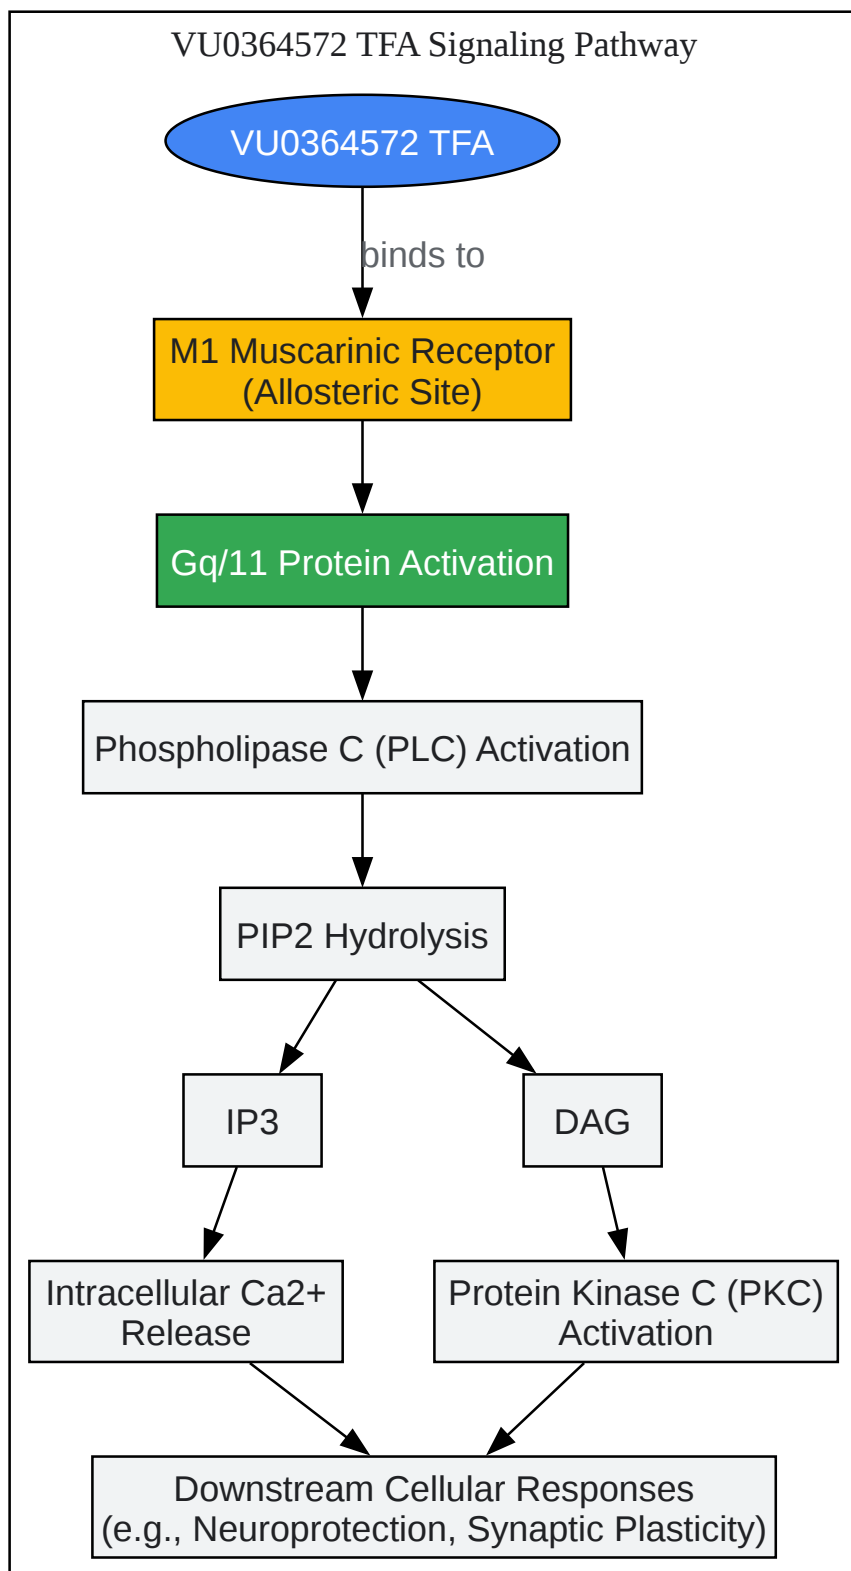 VU0364572 TFA Signaling Pathway
VU0364572 TFA
binds to
M1 Muscarinic Receptor
(Allosteric Site)
Gq/11 Protein Activation
Phospholipase C (PLC) Activation
PIP2 Hydrolysis
IP3
DAG
Intracellular Ca2+
Release
Protein Kinase C (PKC)
Activation
Downstream Cellular Responses
(e.g., Neuroprotection, Synaptic Plasticity)